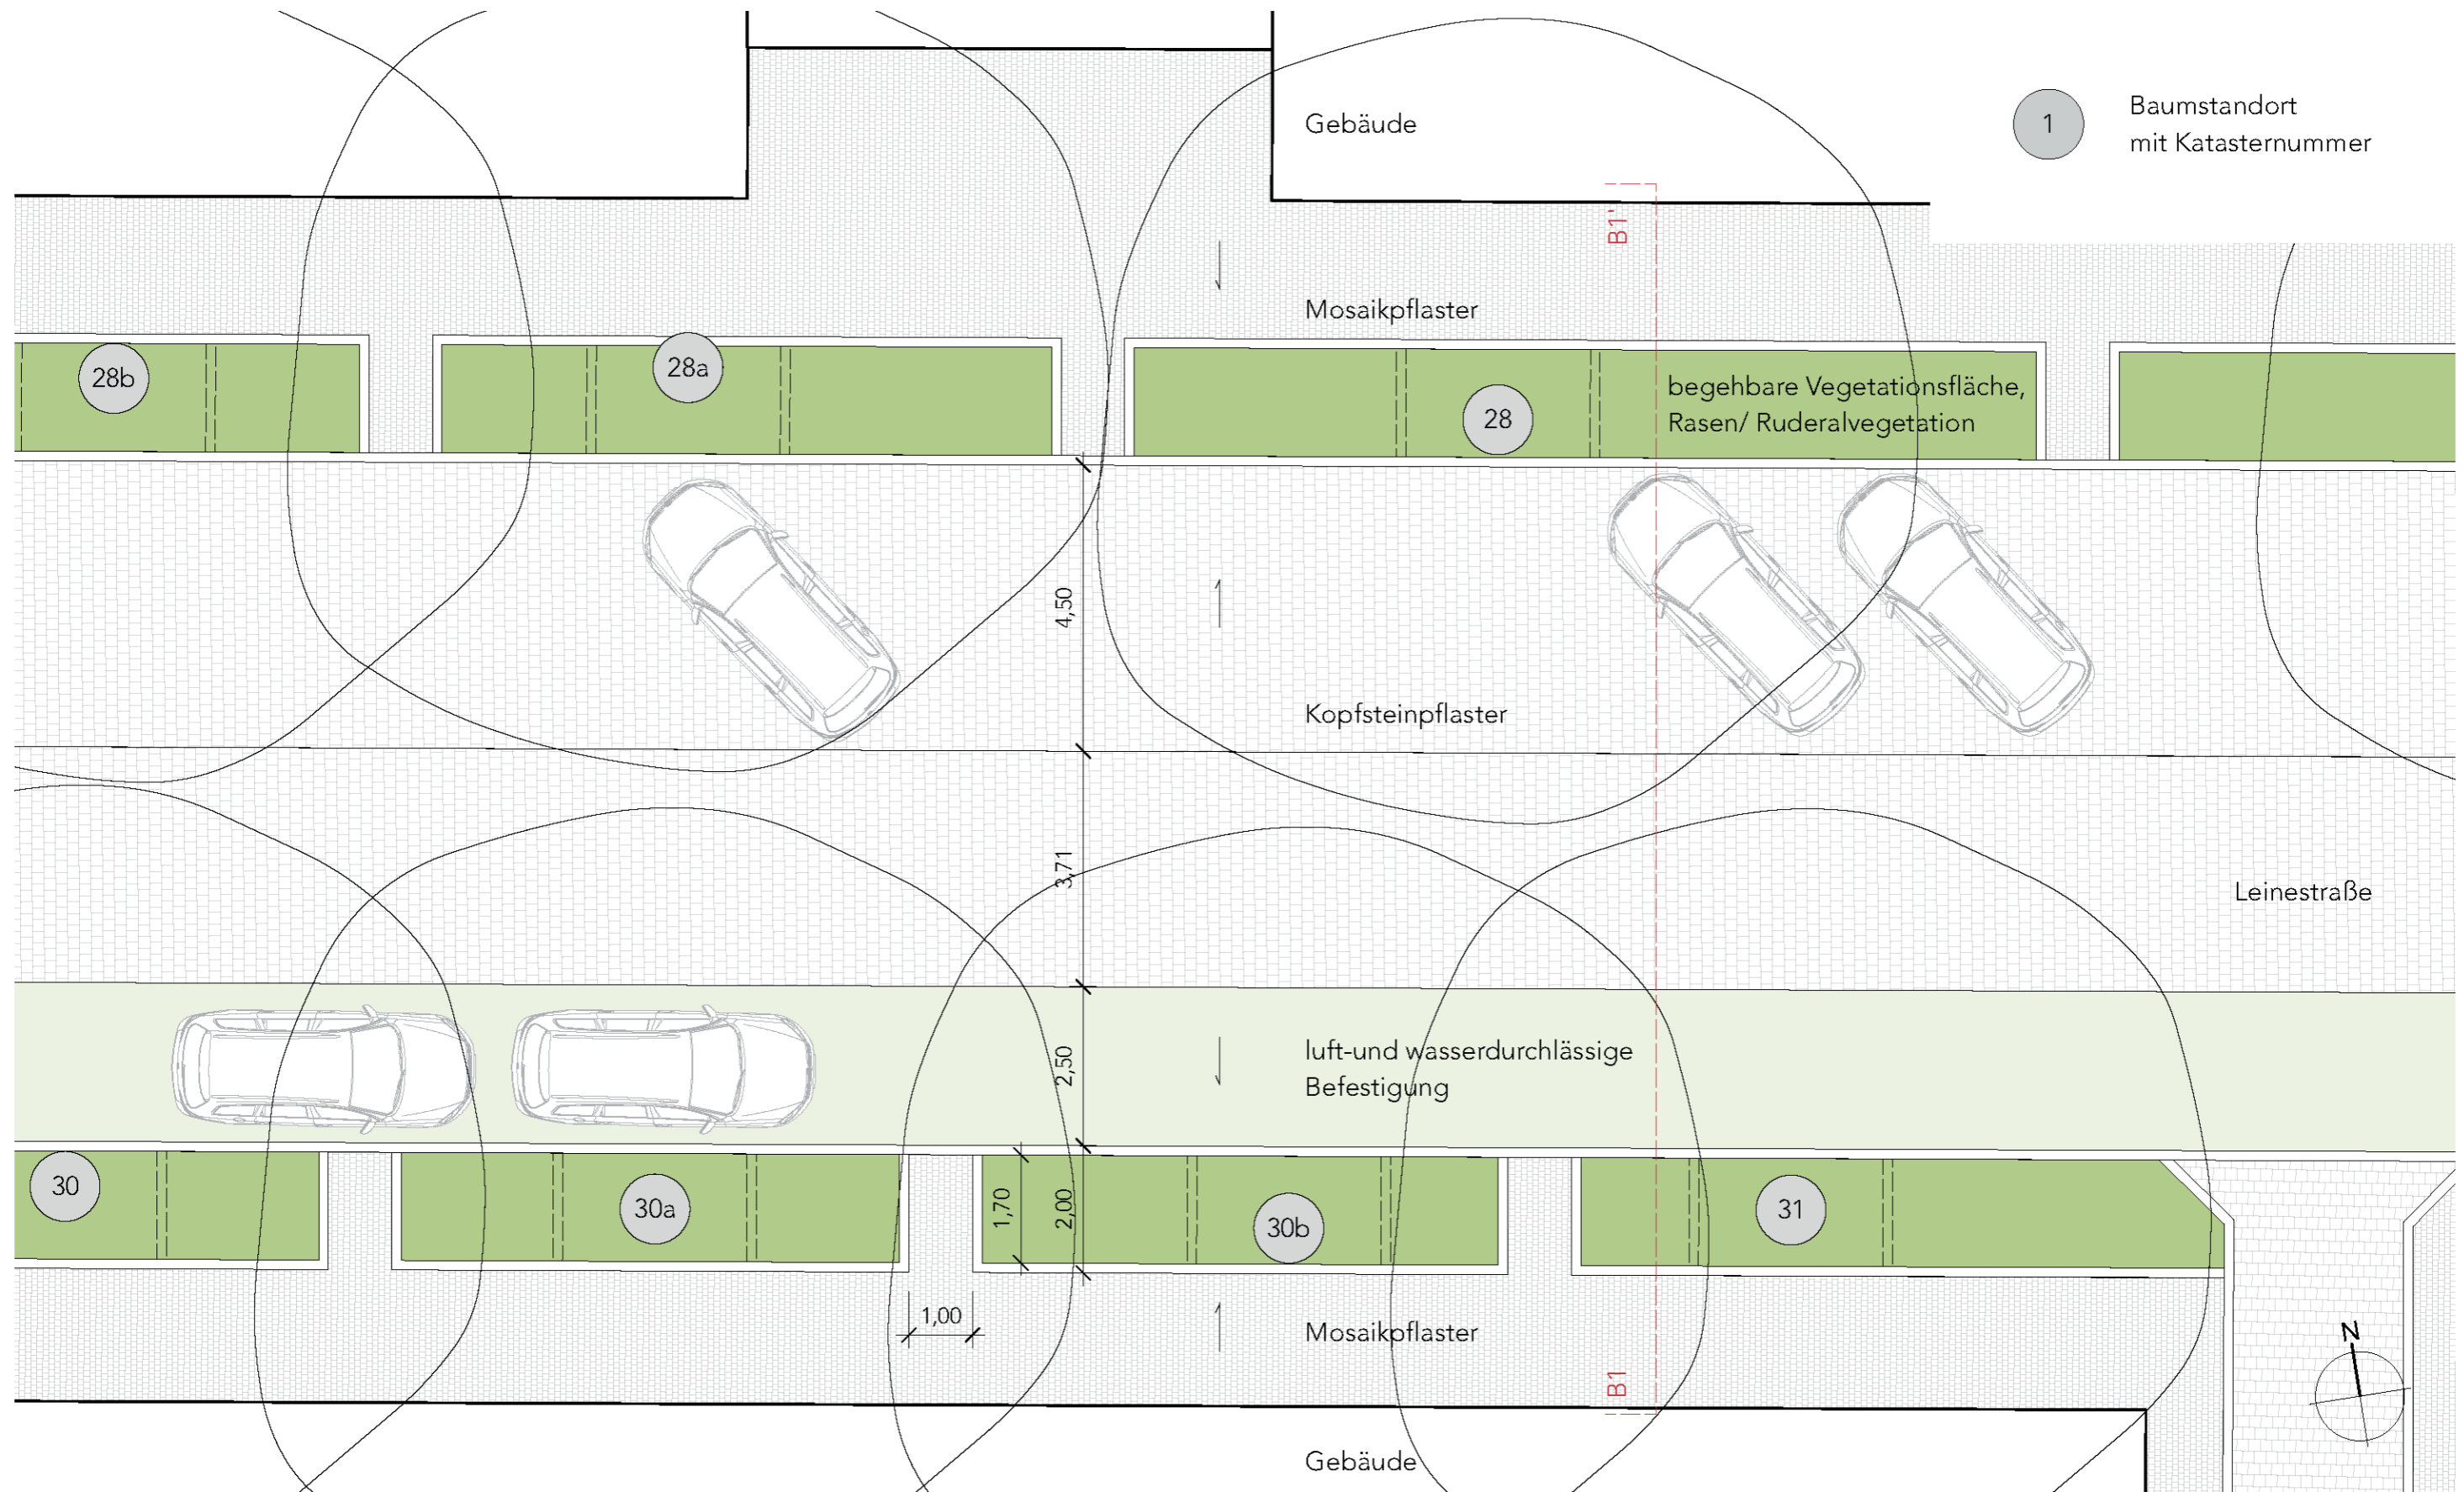 Gebäude
1
Baumstandort
mit Katasternummer
B1'
Mosaikpflaster
28b
28a
28
begehbare Vegetationsfläche,
Rasen/ Ruderalvegetation
4,50
Kopfsteinpflaster
3,71
Leinestraße
2,50
luft-und wasserdurchlässige
Befestigung
30
30a
1,70
2,00
30b
31
1,00
Mosaikpflaster
B1
N
Gebäude